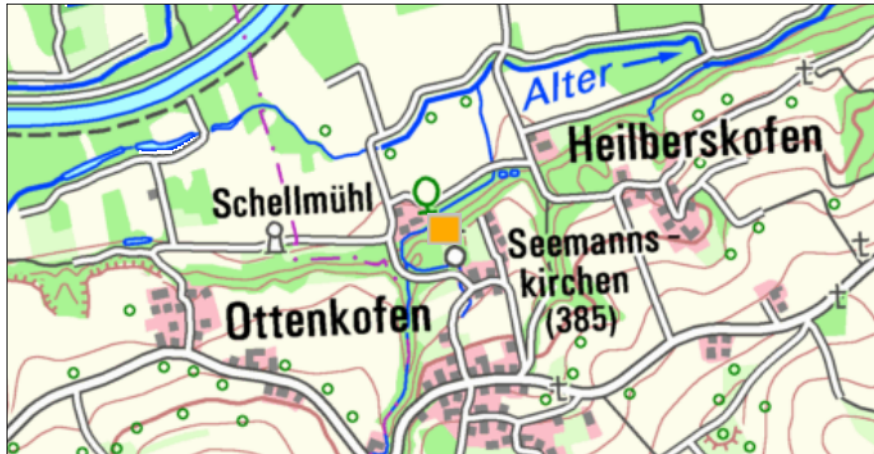 Alter
Heilberskofen
Schellmühl
Seemanns-
kirchen
(385)
Ottenkofen